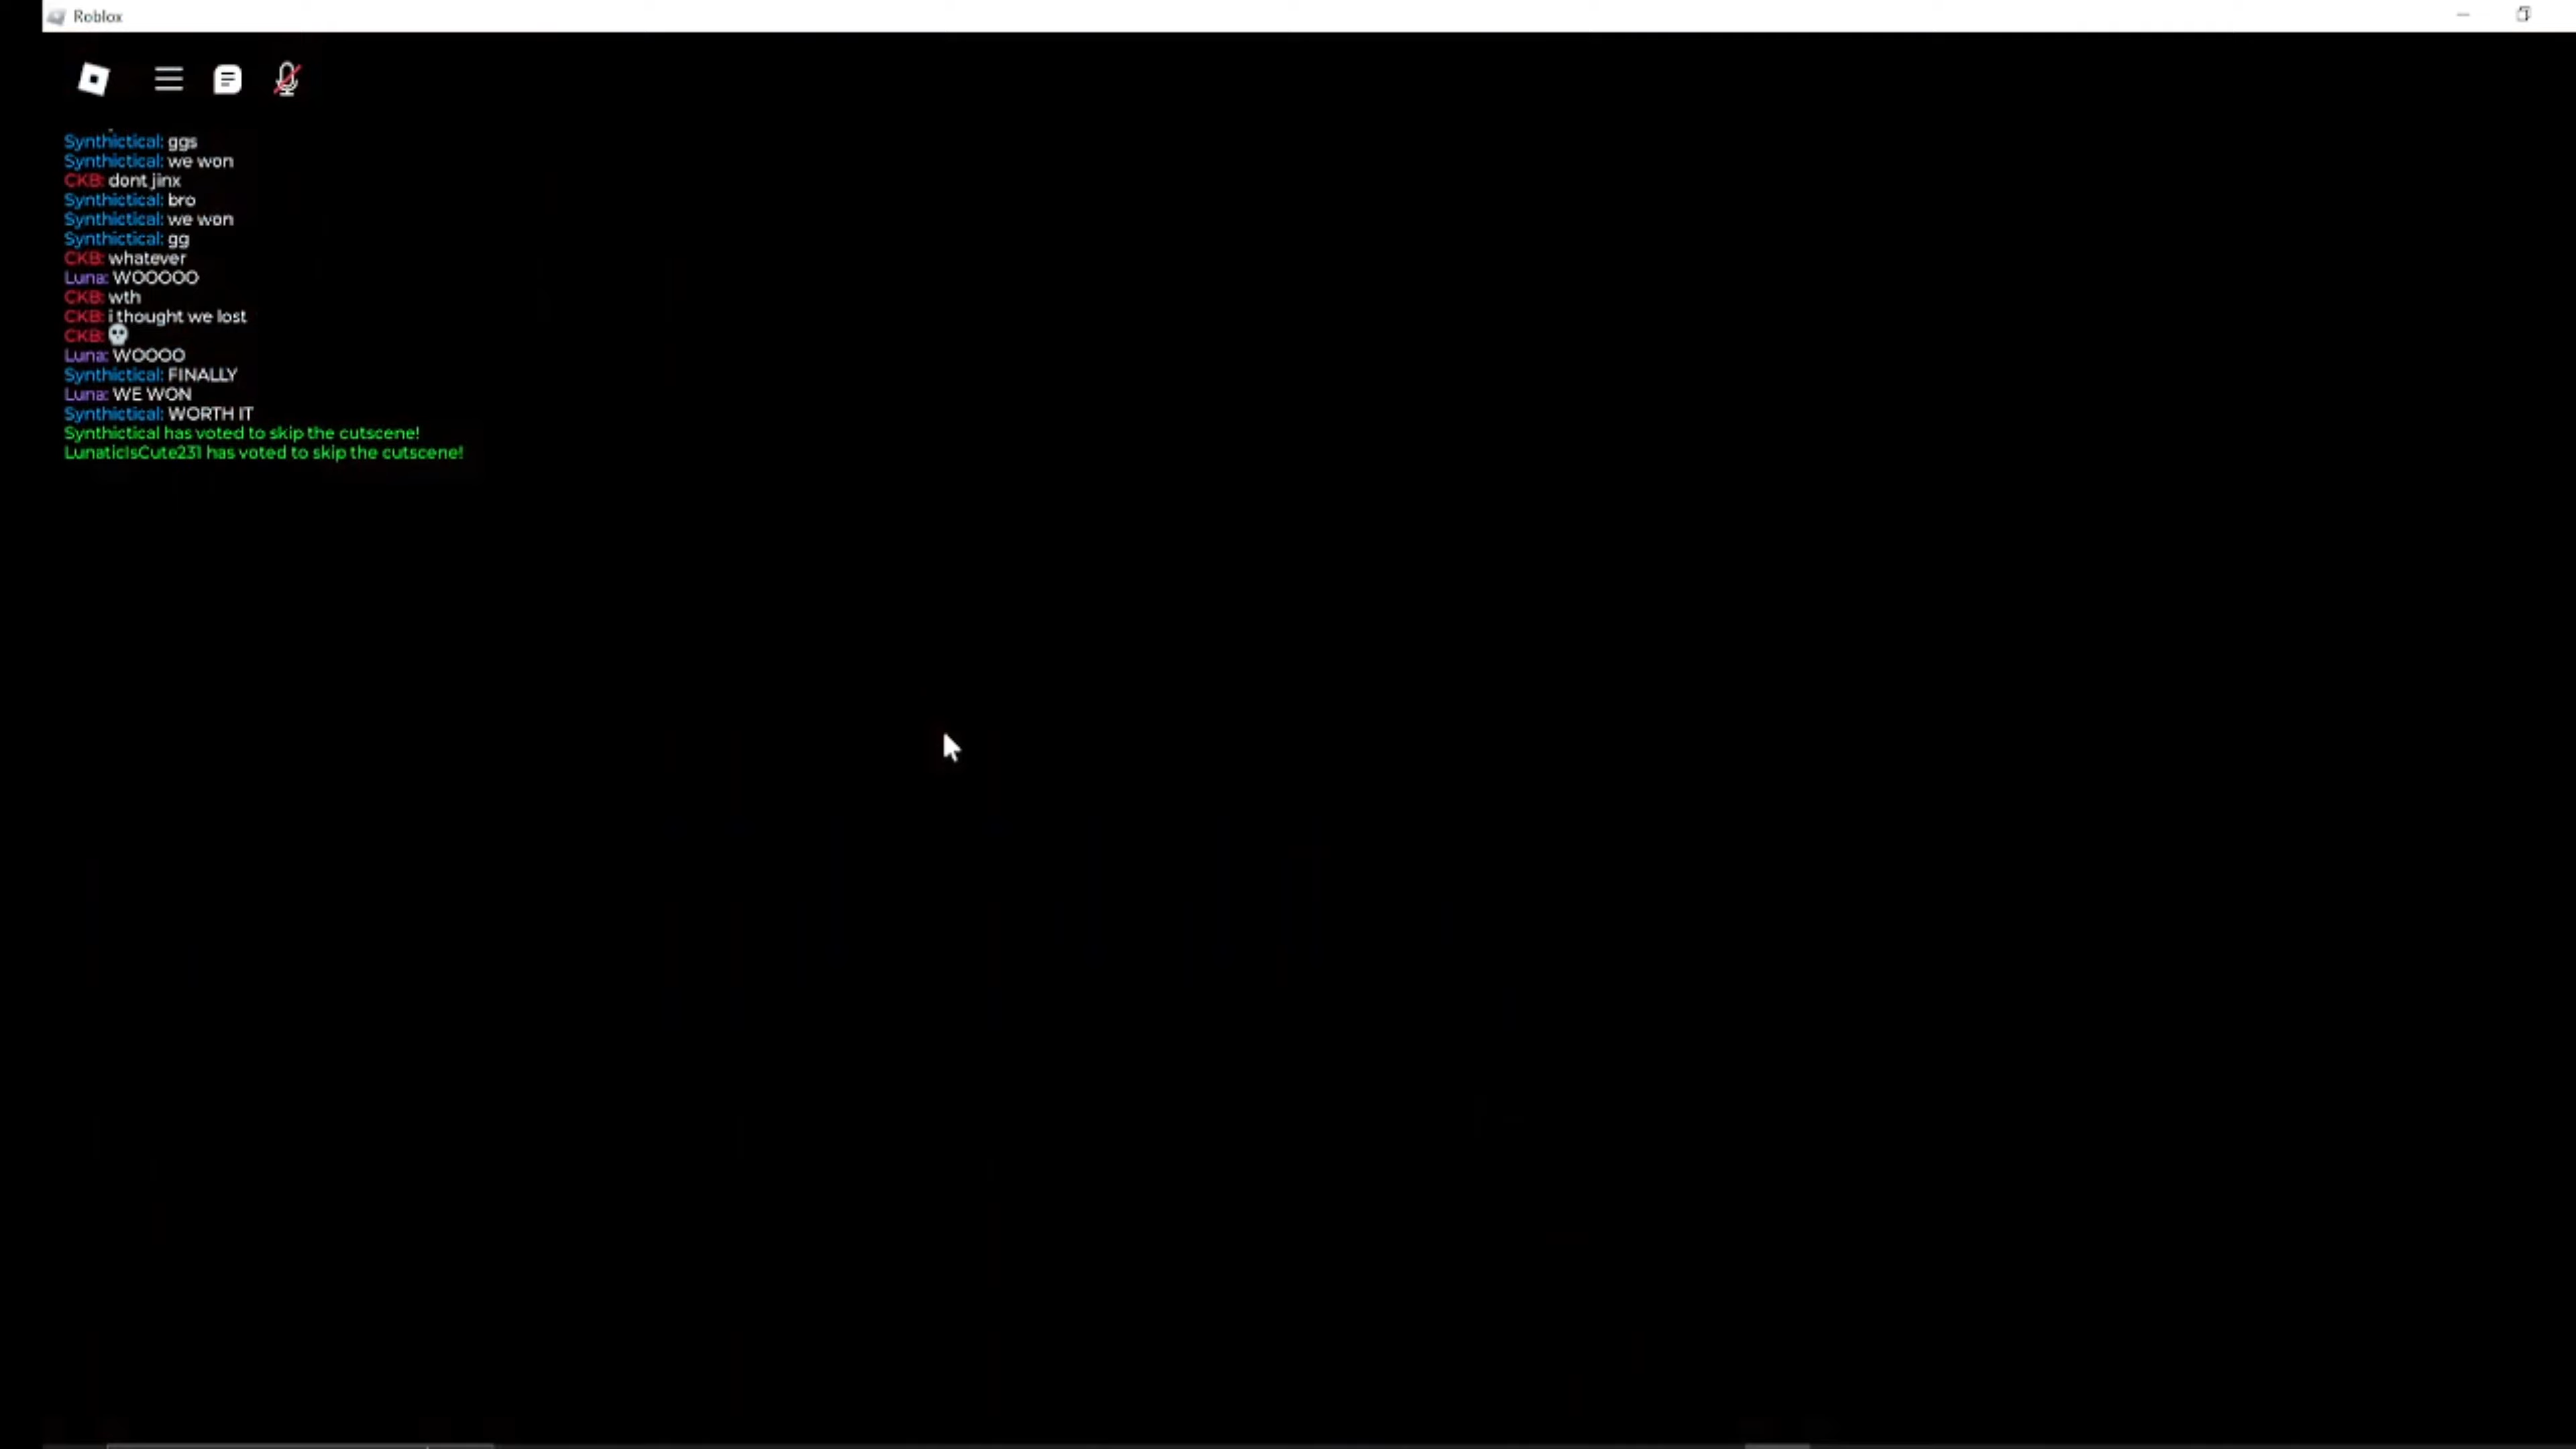 Roblox
Synthictical: ggs
Synthictical: we won
CKB: dont jinx
Synthictical: bro
Synthictical: we won
Synthictical: gg
CKB: whatever
Luna: WOOOOO
CKB: wth
CKB: i thought we lost
CKB: 💀
Luna: WOOOO
Synthictical: FINALLY
Luna: WE WON
Synthictical: WORTH IT
Synthictical has voted to skip the cutscene!
LunaticIsCute231 has voted to skip the cutscene!